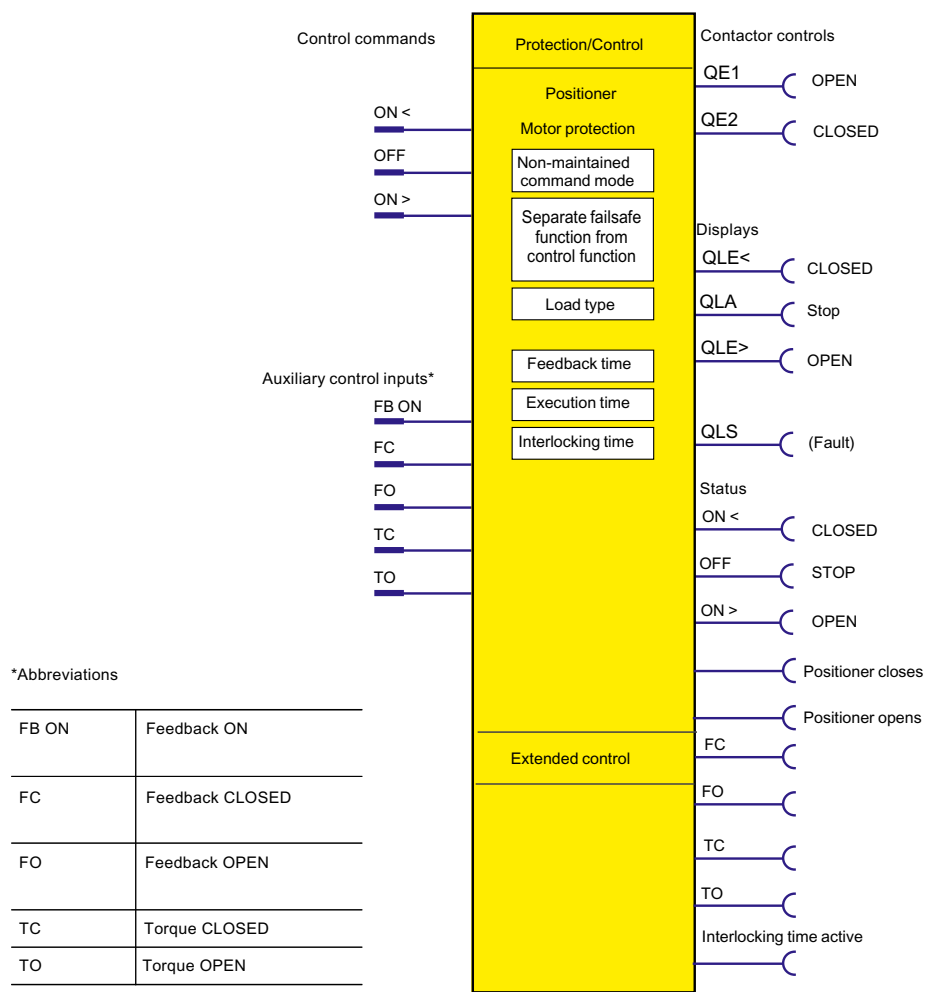 Control commands
ON <
OFF
ON >
Auxiliary control inputs*
FB ON
FC
FO
TC
TO
Protection/Control
Positioner
Motor protection
Non-maintained
command mode
Separate failsafe
function from
control function
Load type
Feedback time
Execution time
Interlocking time
Extended control
Contactor controls
QE1 OPEN
QE2 CLOSED
Displays
QLE< CLOSED
QLA Stop
QLE> OPEN
QLS (Fault)
Status
ON < CLOSED
OFF STOP
ON > OPEN
Positioner closes
Positioner opens
FC
FO
TC
TO
Interlocking time active
*Abbreviations
FB ON Feedback ON
FC Feedback CLOSED
FO Feedback OPEN
TC Torque CLOSED
TO Torque OPEN